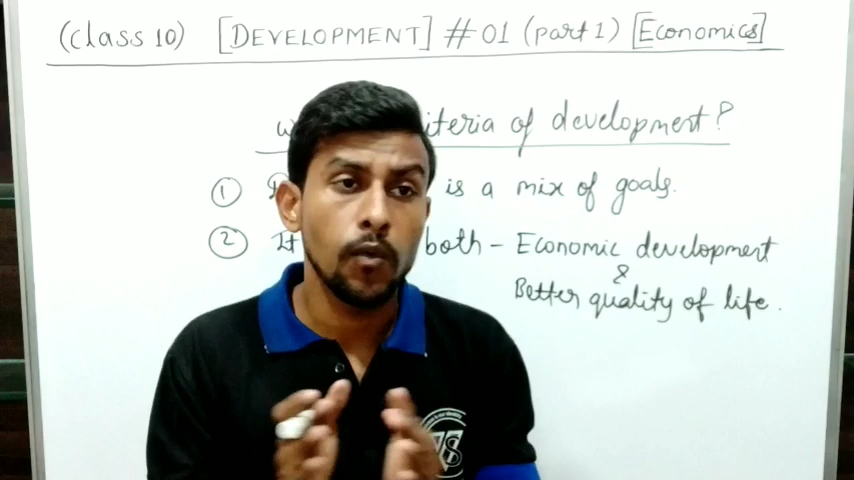 (class 10) [DEVELOPMENT] # 01 (part 1) [Economics]
of development?
① is a mix of goals.
② It both - Economic development
&
Better quality of life.